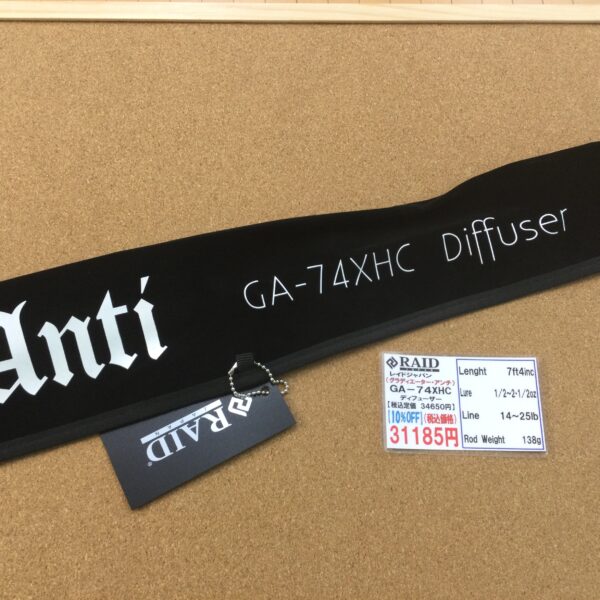 Anti
GA-74XHC Diffuser
RAID
JAPAN
RAID
JAPAN
レイドジャパン
(グラディエーター・アンチ)
GA-74XHC
ディフューザー
[税込定価 34650円]
10%OFF (税込価格)
31185円
Lenght 7ft4inc
Lure 1/2~2-1/2oz
Line 14~25lb
Rod Weight 138g